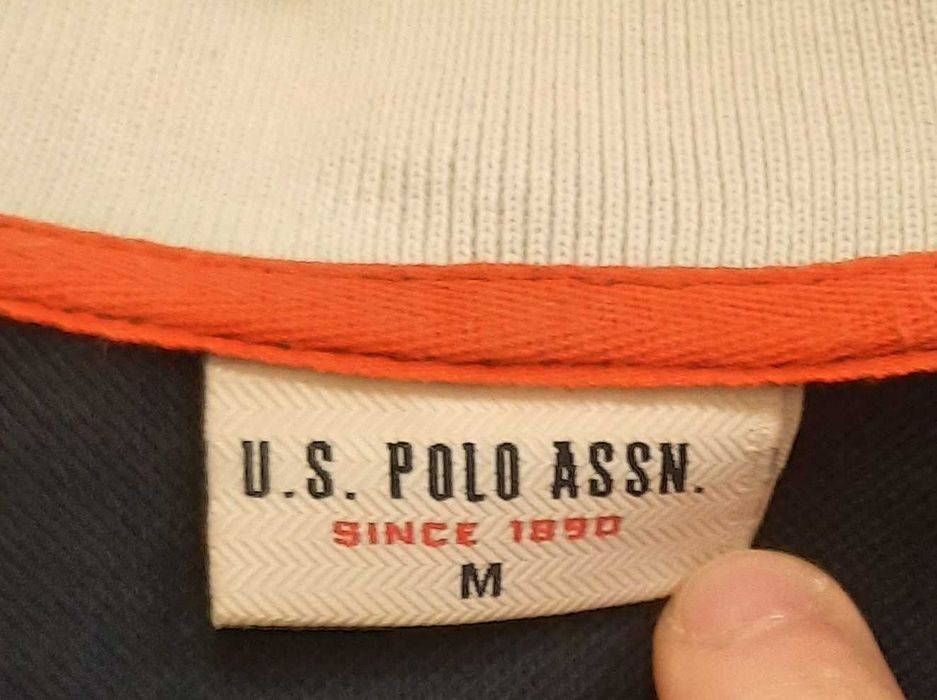 U.S. POLO ASSN.
SINCE 1890
M